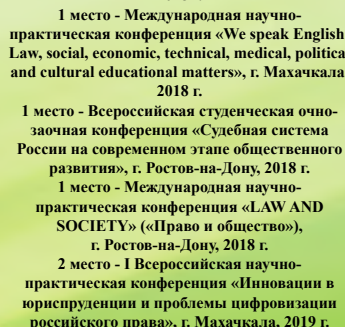 1 место - Международная научно-
практическая конференция «We speak English
Law, social, economic, technical, medical, politica
and cultural educational matters», г. Махачкала
2018 г.
1 место - Всероссийская студенческая очно-
заочная конференция «Судебная система
России на современном этапе общественного
развития», г. Ростов-на-Дону, 2018 г.
1 место - Международная научно-
практическая конференция «LAW AND
SOCIETY» («Право и общество»),
г. Ростов-на-Дону, 2018 г.
2 место - I Всероссийская научно-
практическая конференция «Инновации в
юриспруденции и проблемы цифровизации
российского права», г. Махачкала, 2019 г.